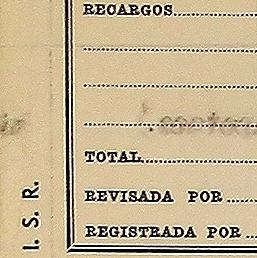 RECARGOS
TOTAL
REVISADA POR
REGISTRADA POR
I. S. R.